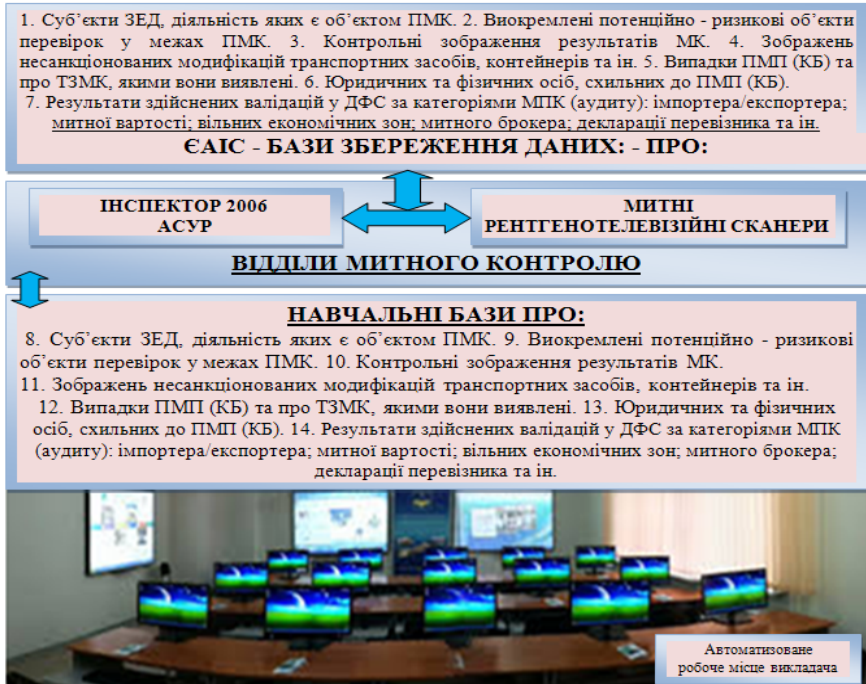 1. Суб’єкти ЗЕД, діяльність яких є об’єктом ПМК. 2. Виокремлені потенційно - ризикові об’єкти
перевірок у межах ПМК. 3. Контрольні зображення результатів МК. 4. Зображень
несанкціонованих модифікацій транспортних засобів, контейнерів та ін. 5. Випадки ПМП (КБ) та
про ТЗМК, якими вони виявлені. 6. Юридичних та фізичних осіб, схильних до ПМП (КБ).
7. Результати здійснених валідацій у ДФС за категоріями МПК (аудиту): імпортера/експортера;
митної вартості; вільних економічних зон; митного брокера; декларації перевізника та ін.
ЄАІС - БАЗИ ЗБЕРЕЖЕННЯ ДАНИХ: - ПРО:
ІНСПЕКТОР 2006
АСУР
МИТНІ
РЕНТГЕНОТЕЛЕВІЗІЙНІ СКАНЕРИ
ВІДДІЛИ МИТНОГО КОНТРОЛЮ
НАВЧАЛЬНІ БАЗИ ПРО:
8. Суб’єкти ЗЕД, діяльність яких є об’єктом ПМК. 9. Виокремлені потенційно - ризикові
об’єкти перевірок у межах ПМК. 10. Контрольні зображення результатів МК.
11. Зображень несанкціонованих модифікацій транспортних засобів, контейнерів та ін.
12. Випадки ПМП (КБ) та про ТЗМК, якими вони виявлені. 13. Юридичних та фізичних
осіб, схильних до ПМП (КБ). 14. Результати здійснених валідацій у ДФС за категоріями МПК
(аудиту): імпортера/експортера; митної вартості; вільних економічних зон; митного брокера;
декларації перевізника та ін.
Автоматизоване
робоче місце викладача